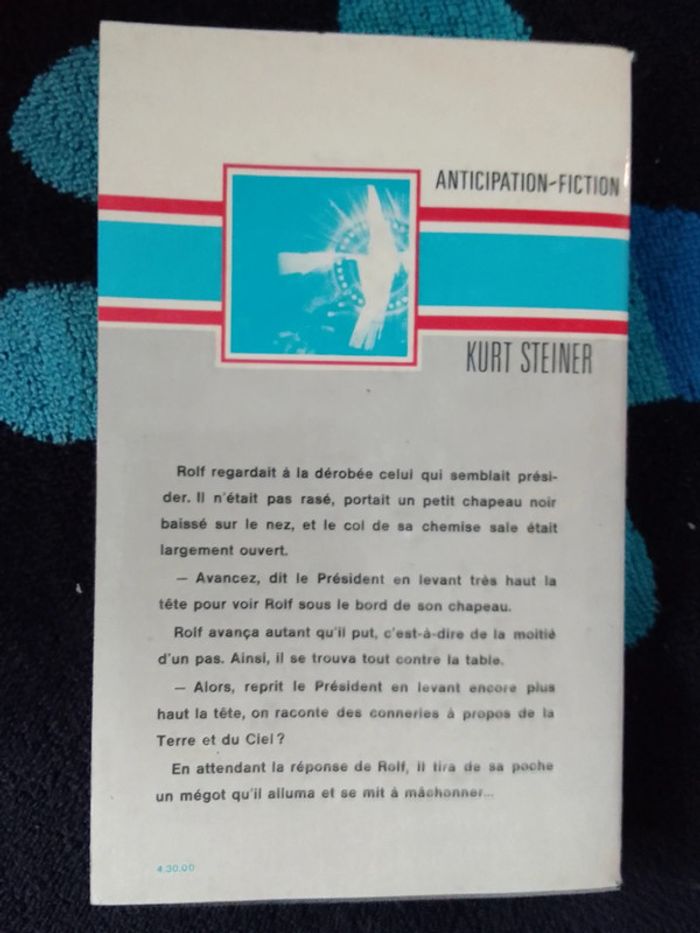 ANTICIPATION-FICTION
KURT STEINER
Rolf regardait à la dérobée celui qui semblait prési-
der. Il n'était pas rasé, portait un petit chapeau noir
baissé sur le nez, et le col de sa chemise sale était
largement ouvert.
— Avancez, dit le Président en levant très haut la
tête pour voir Rolf sous le bord de son chapeau.
Rolf avança autant qu'il put, c'est-à-dire de la moitié
d'un pas. Ainsi, il se trouva tout contre la table.
— Alors, reprit le Président en levant encore plus
haut la tête, on raconte des conneries à propos de la
Terre et du Ciel ?
En attendant la réponse de Rolf, il tira de sa poche
un mégot qu'il alluma et se mit à mâchonner...
4.30.00